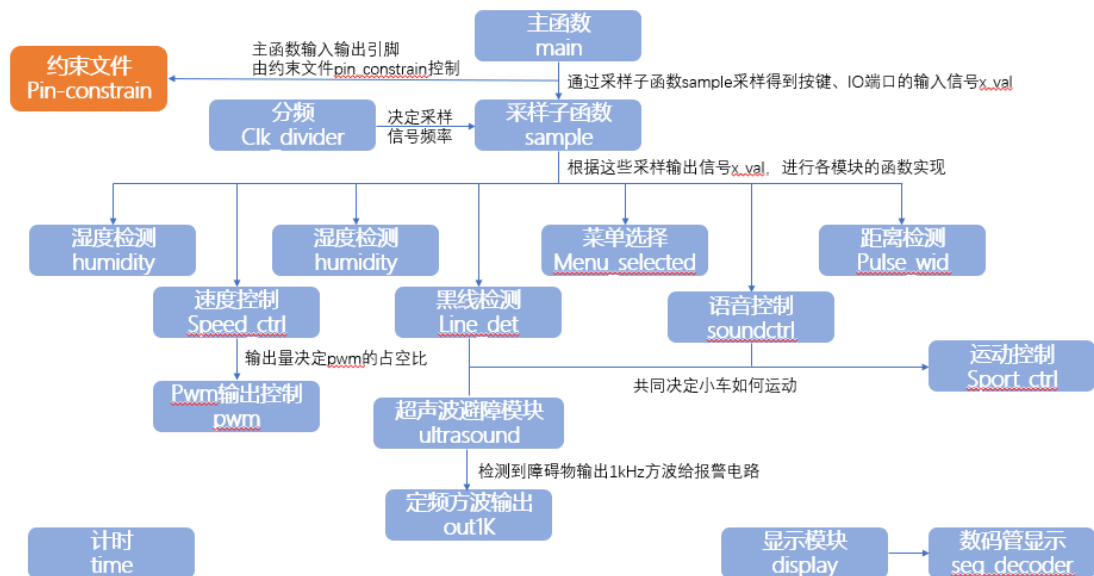 主函数
main
约束文件
Pin-constrain
主函数输入输出引脚
由约束文件pin_constrain控制
通过采样子函数sample采样得到按键、IO端口的输入信号x_val
分频
Clk_divider
决定采样
信号频率
采样子函数
sample
根据这些采样输出信号x_val，进行各模块的函数实现
湿度检测
humidity
湿度检测
humidity
菜单选择
Menu_selected
距离检测
Pulse_wid
速度控制
Speed_ctrl
黑线检测
Line_det
语音控制
soundctrl
输出量决定pwm的占空比
运动控制
Sport_ctrl
共同决定小车如何运动
Pwm输出控制
pwm
超声波避障模块
ultrasound
检测到障碍物输出1kHz方波给报警电路
定频方波输出
out1K
计时
time
显示模块
display
数码管显示
seg_decoder